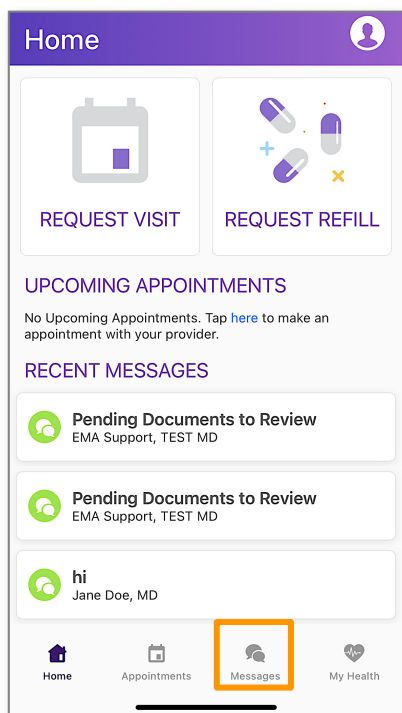 Home
REQUEST VISIT
REQUEST REFILL
UPCOMING APPOINTMENTS
No Upcoming Appointments. Tap here to make an
appointment with your provider.
RECENT MESSAGES
Pending Documents to Review
EMA Support, TEST MD
Pending Documents to Review
EMA Support, TEST MD
hi
Jane Doe, MD
Home
Appointments
Messages
My Health